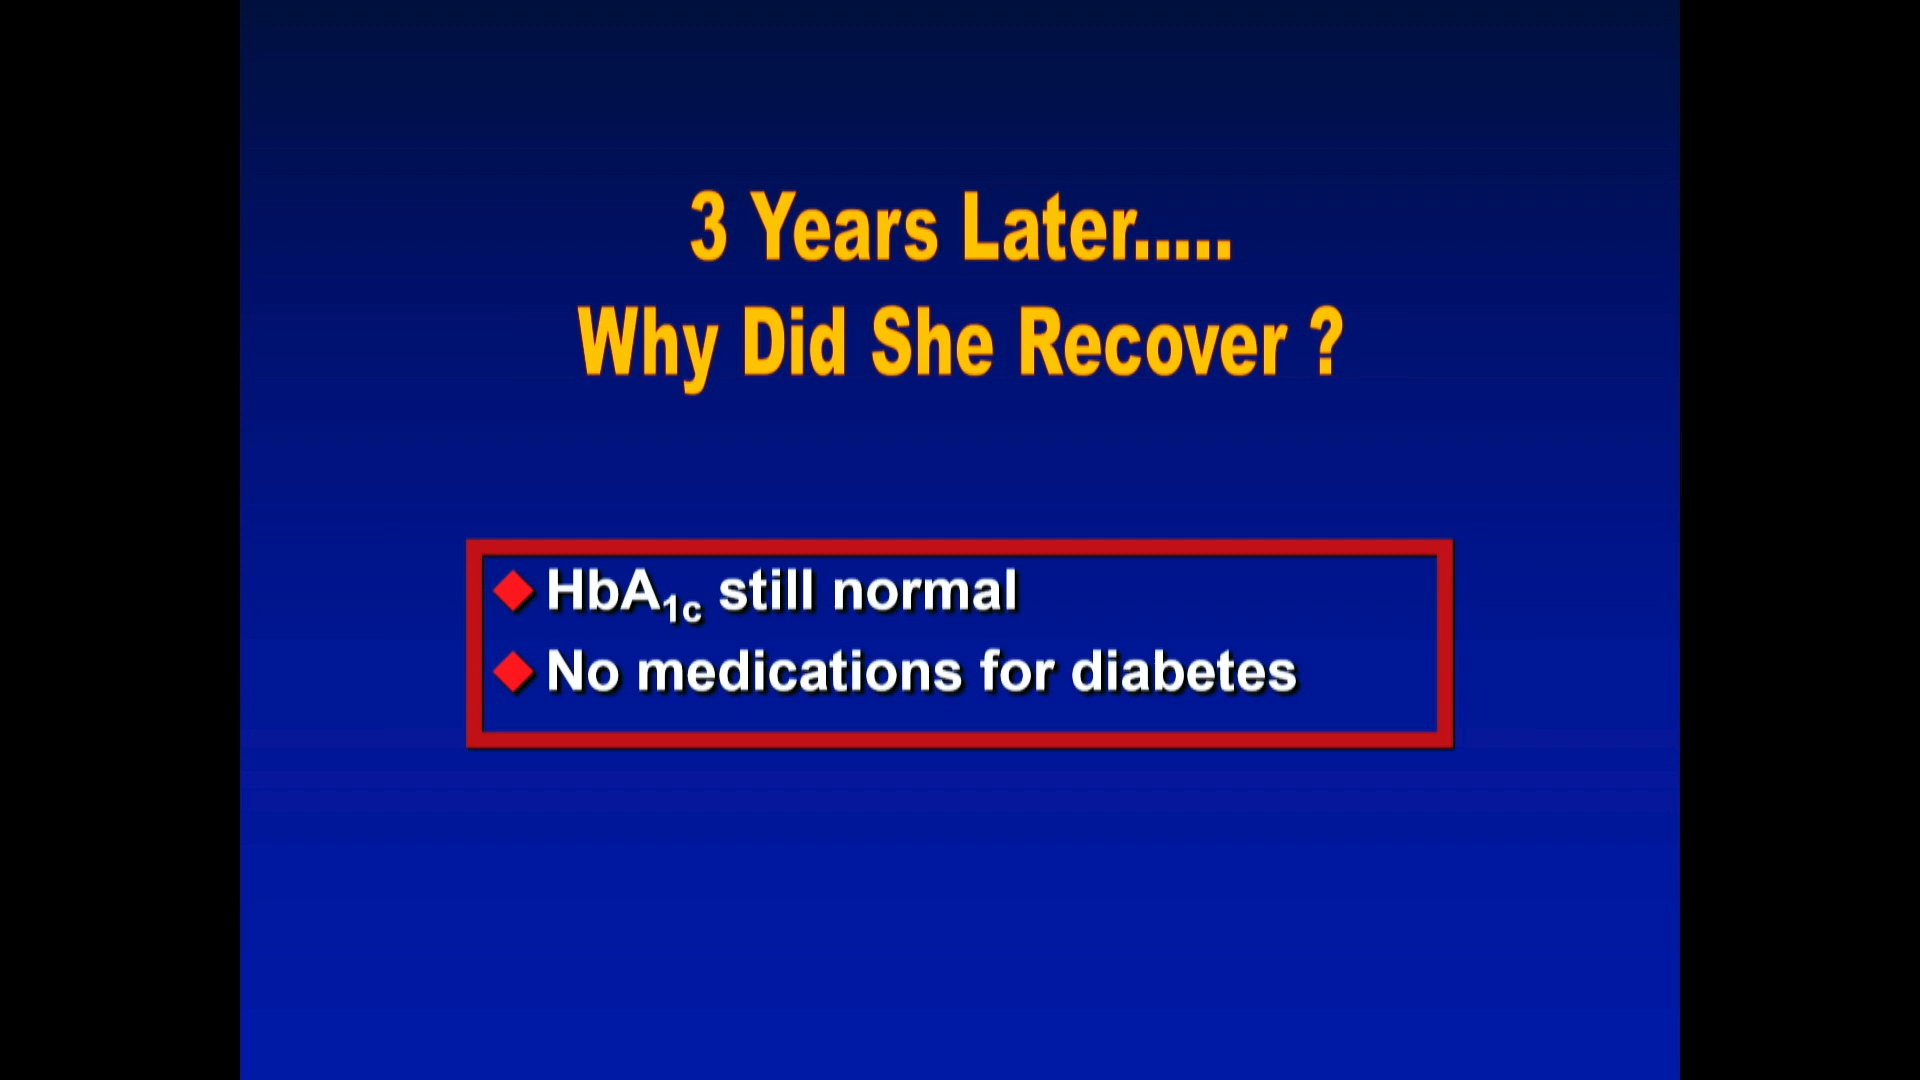 3 Years Later.....
Why Did She Recover ?
HbA1c still normal
No medications for diabetes